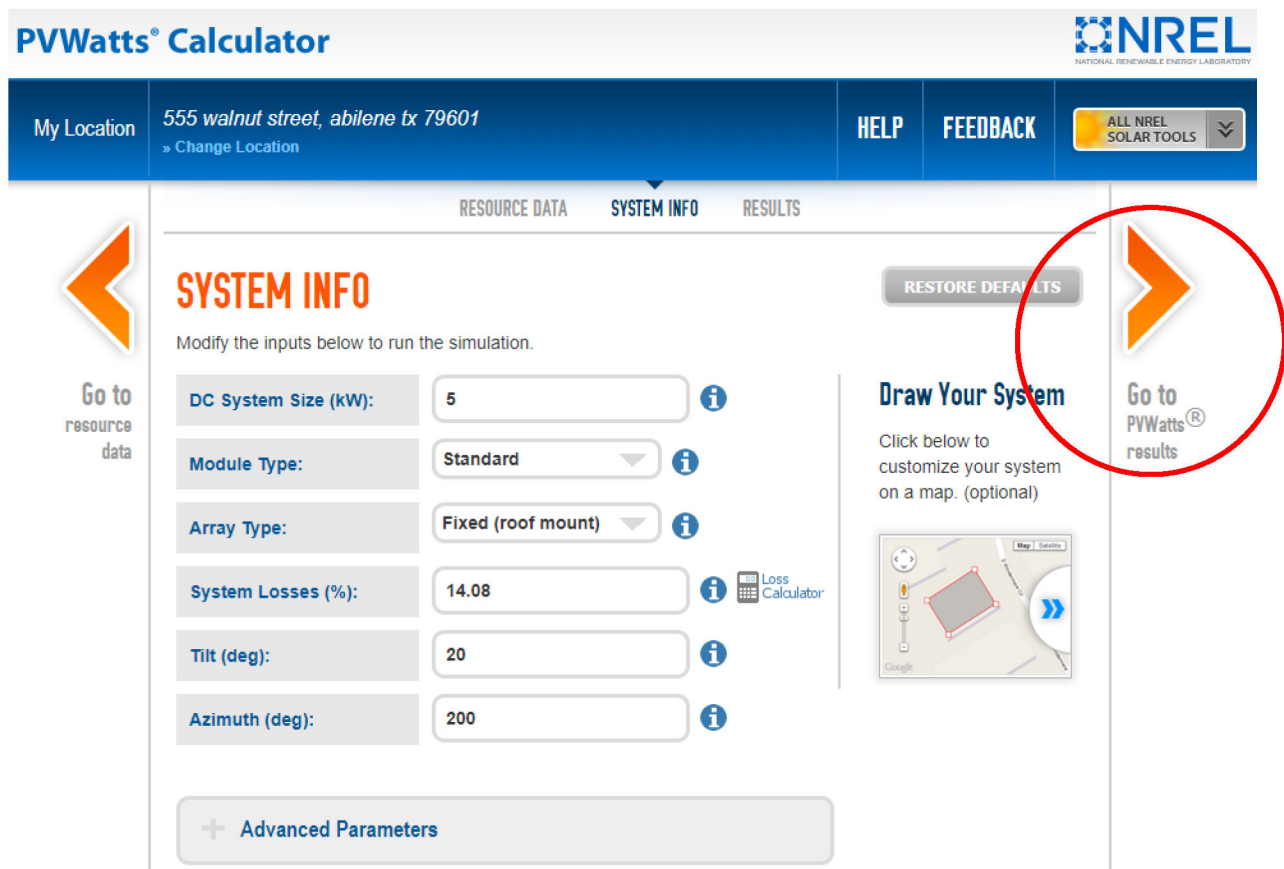 PVWatts® Calculator
NREL
NATIONAL RENEWABLE ENERGY LABORATORY
My Location
555 walnut street, abilene tx 79601
» Change Location
HELP
FEEDBACK
ALL NREL
SOLAR TOOLS
RESOURCE DATA
SYSTEM INFO
RESULTS
Go to
resource
data
SYSTEM INFO
RESTORE DEFAULTS
Modify the inputs below to run the simulation.
DC System Size (kW):
5
Module Type:
Standard
Array Type:
Fixed (roof mount)
System Losses (%):
14.08
Loss
Calculator
Tilt (deg):
20
Azimuth (deg):
200
Advanced Parameters
Draw Your System
Click below to
customize your system
on a map. (optional)
Map
Satellite
Google
Go to
PVWatts®
results